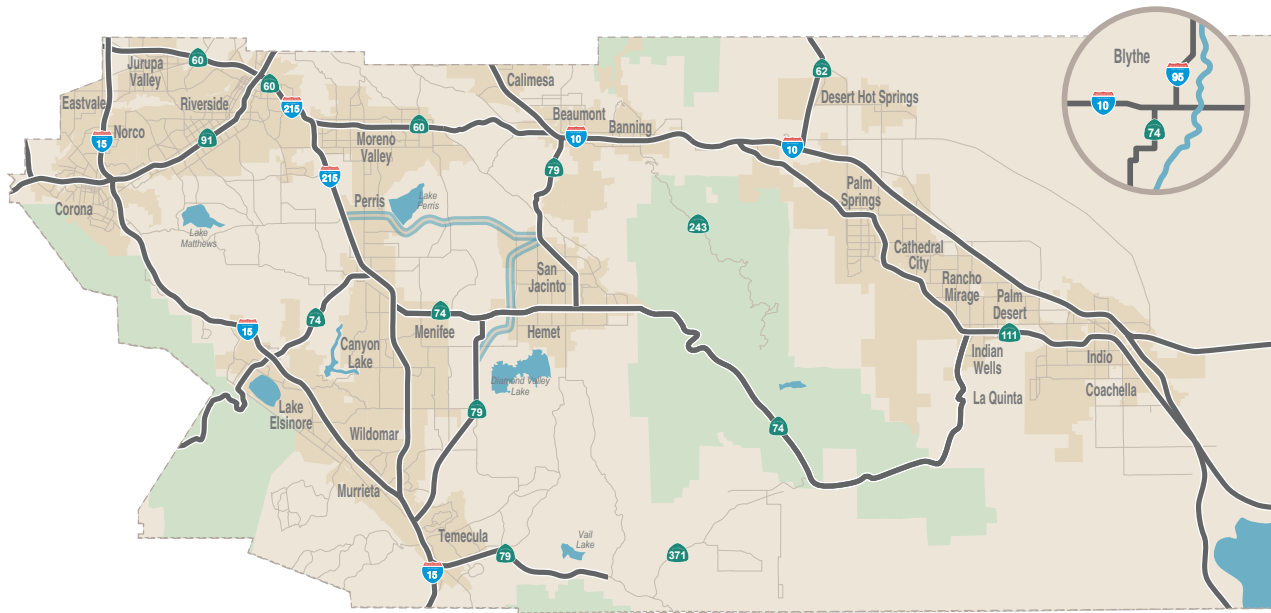 Blythe
95
10
74
60
Jurupa
Valley
60
Calimesa
62
Desert Hot Springs
Eastvale
Riverside
215
Beaumont
Banning
Norco
15
91
60
Moreno
Valley
10
10
79
215
Perris
Lake
Perris
Palm
Springs
Corona
Lake
Matthews
243
Cathedral
City
San
Jacinto
Rancho
Mirage
Palm
Desert
74
74
Menifee
Hemet
15
Canyon
Lake
111
Indian
Wells
Indio
Diamond Valley
Lake
La Quinta
Coachella
Lake
Elsinore
79
74
Wildomar
Murrieta
Temecula
79
Vail
Lake
371
15